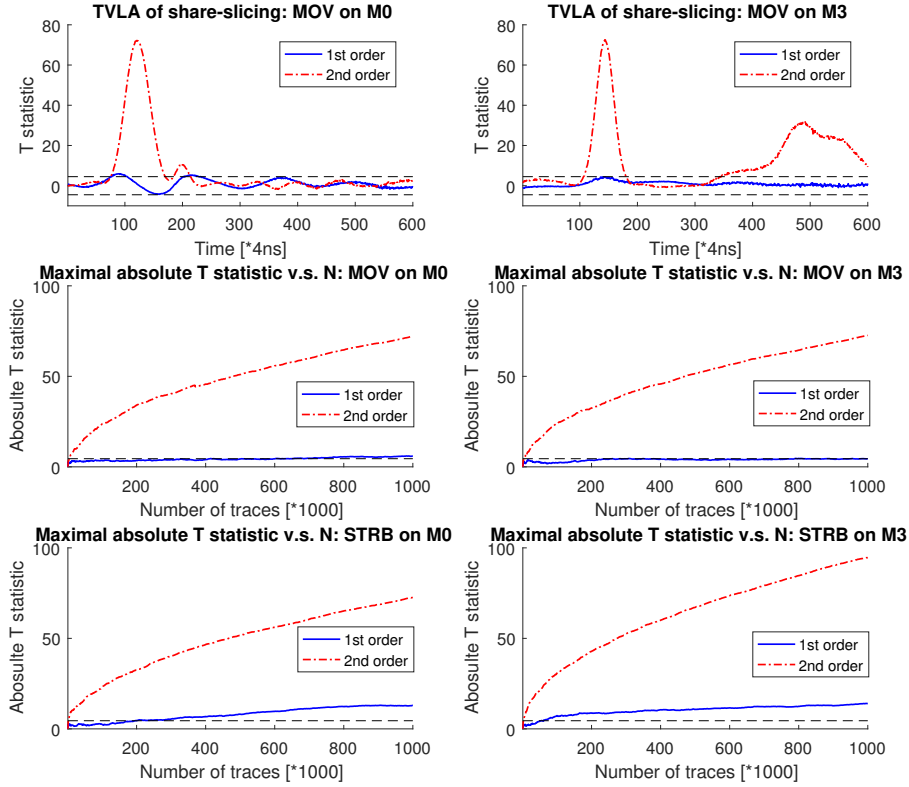 TVLA of share-slicing: MOV on M0
T statistic
80
60
40
20
0
1st order
2nd order
100 200 300 400 500 600
Time [*4ns]
TVLA of share-slicing: MOV on M3
T statistic
80
60
40
20
0
1st order
2nd order
100 200 300 400 500 600
Time [*4ns]
Maximal absolute T statistic v.s. N: MOV on M0
Abosulte T statistic
100
50
0
1st order
2nd order
200 400 600 800 1000
Number of traces [*1000]
Maximal absolute T statistic v.s. N: MOV on M3
Abosulte T statistic
100
50
0
1st order
2nd order
200 400 600 800 1000
Number of traces [*1000]
Maximal absolute T statistic v.s. N: STRB on M0
Abosulte T statistic
100
50
0
1st order
2nd order
200 400 600 800 1000
Number of traces [*1000]
Maximal absolute T statistic v.s. N: STRB on M3
Abosulte T statistic
100
50
0
1st order
2nd order
200 400 600 800 1000
Number of traces [*1000]